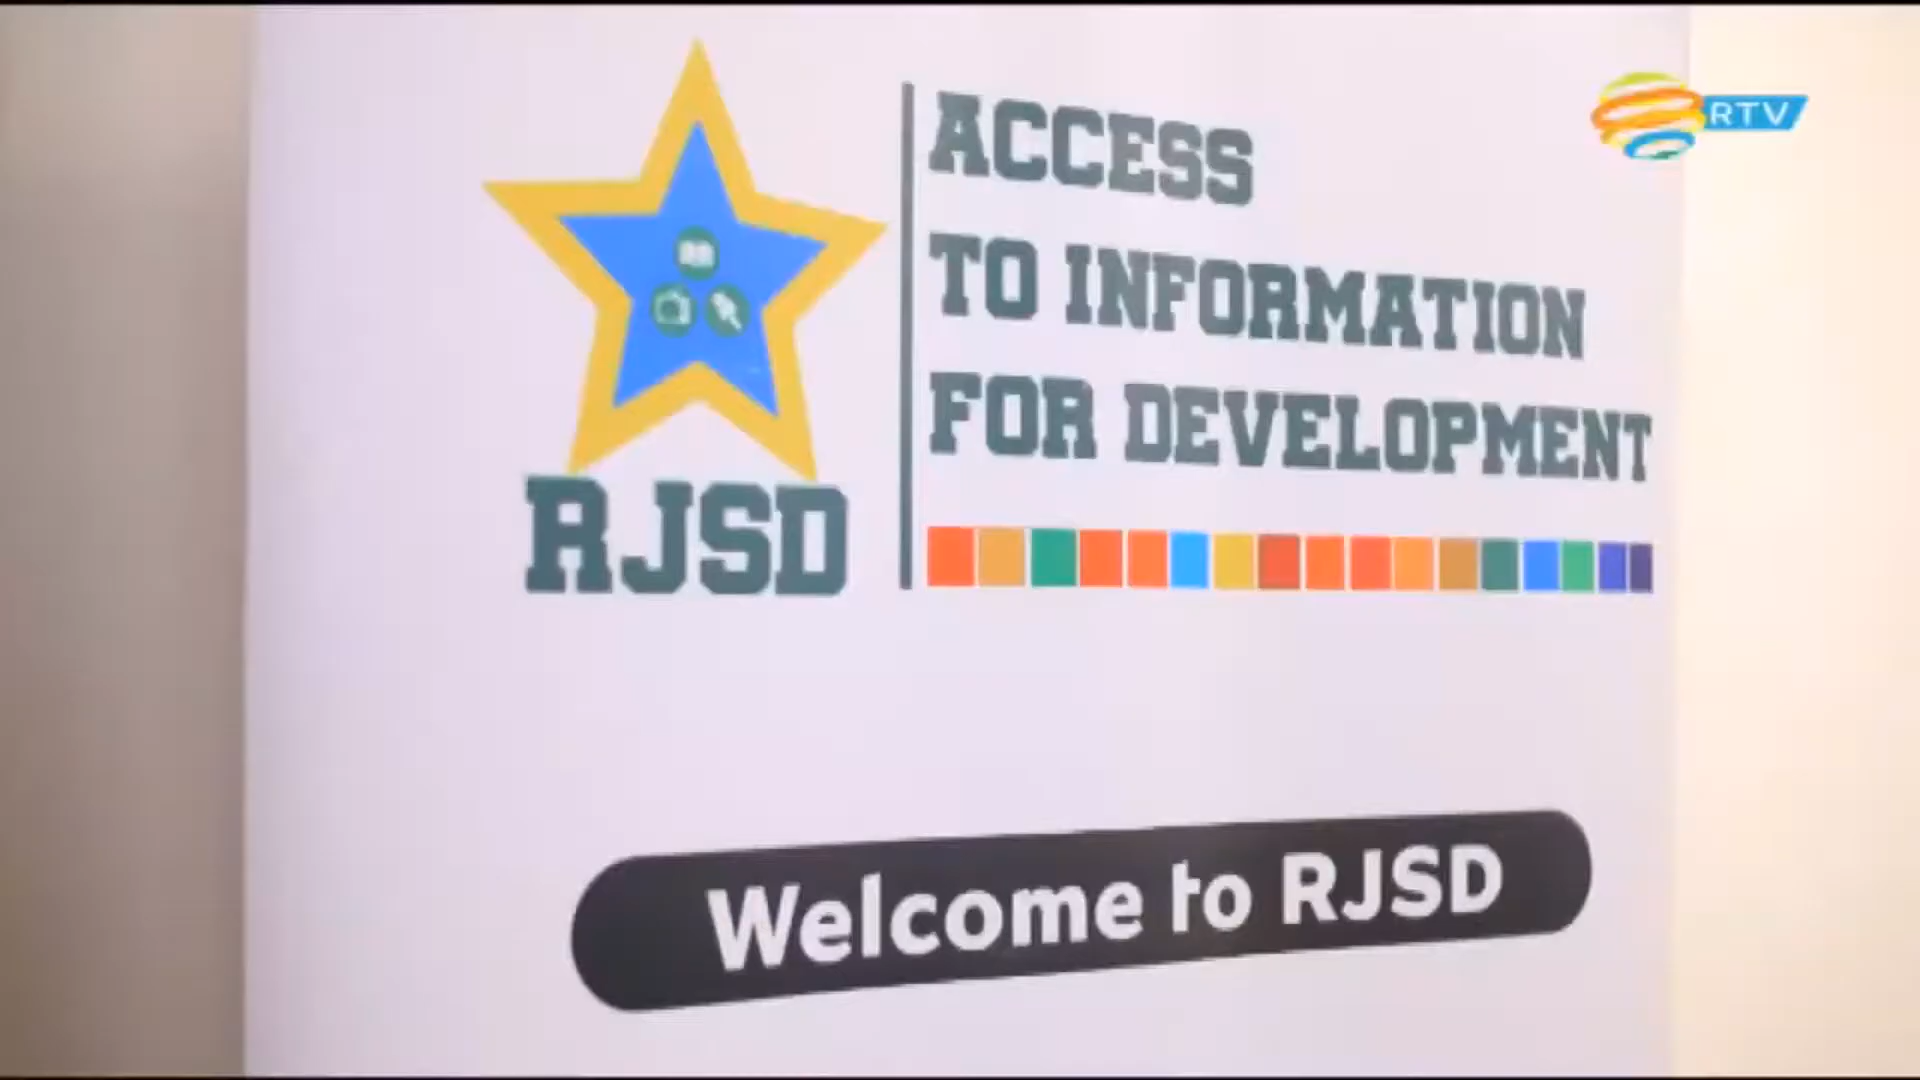 RTV
ACCESS
TO INFORMATION
FOR DEVELOPMENT
RJSD
Welcome to RJSD